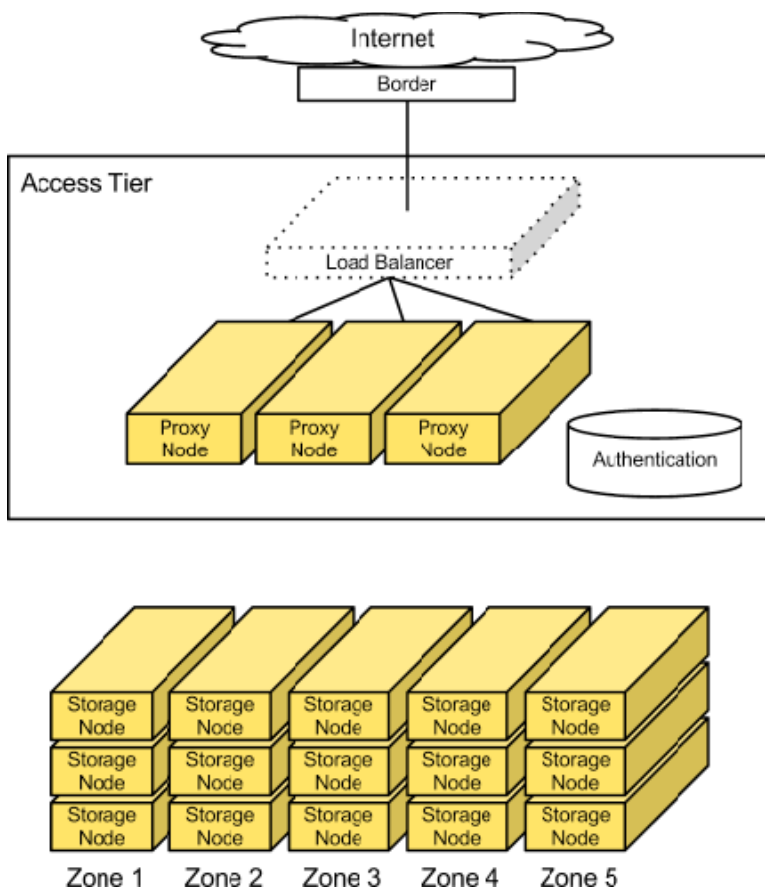 Internet
Border
Access Tier
Load Balancer
Proxy
Node
Proxy
Node
Proxy
Node
Authentication
Storage
Node
Storage
Node
Storage
Node
Storage
Node
Storage
Node
Storage
Node
Storage
Node
Storage
Node
Storage
Node
Storage
Node
Storage
Node
Storage
Node
Storage
Node
Storage
Node
Storage
Node
Zone 1
Zone 2
Zone 3
Zone 4
Zone 5